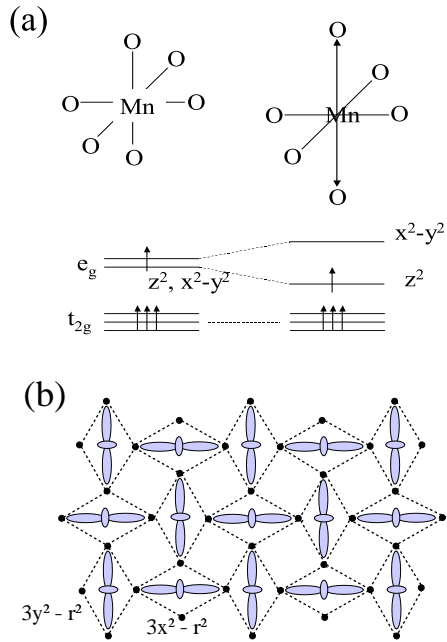 (a)
O O
O Mn O
O O
O
O
O Mn O
O
O
e_g
z², x²-y²
x²-y²
z²
t_2g
(b)
3y² - r²
3x² - r²